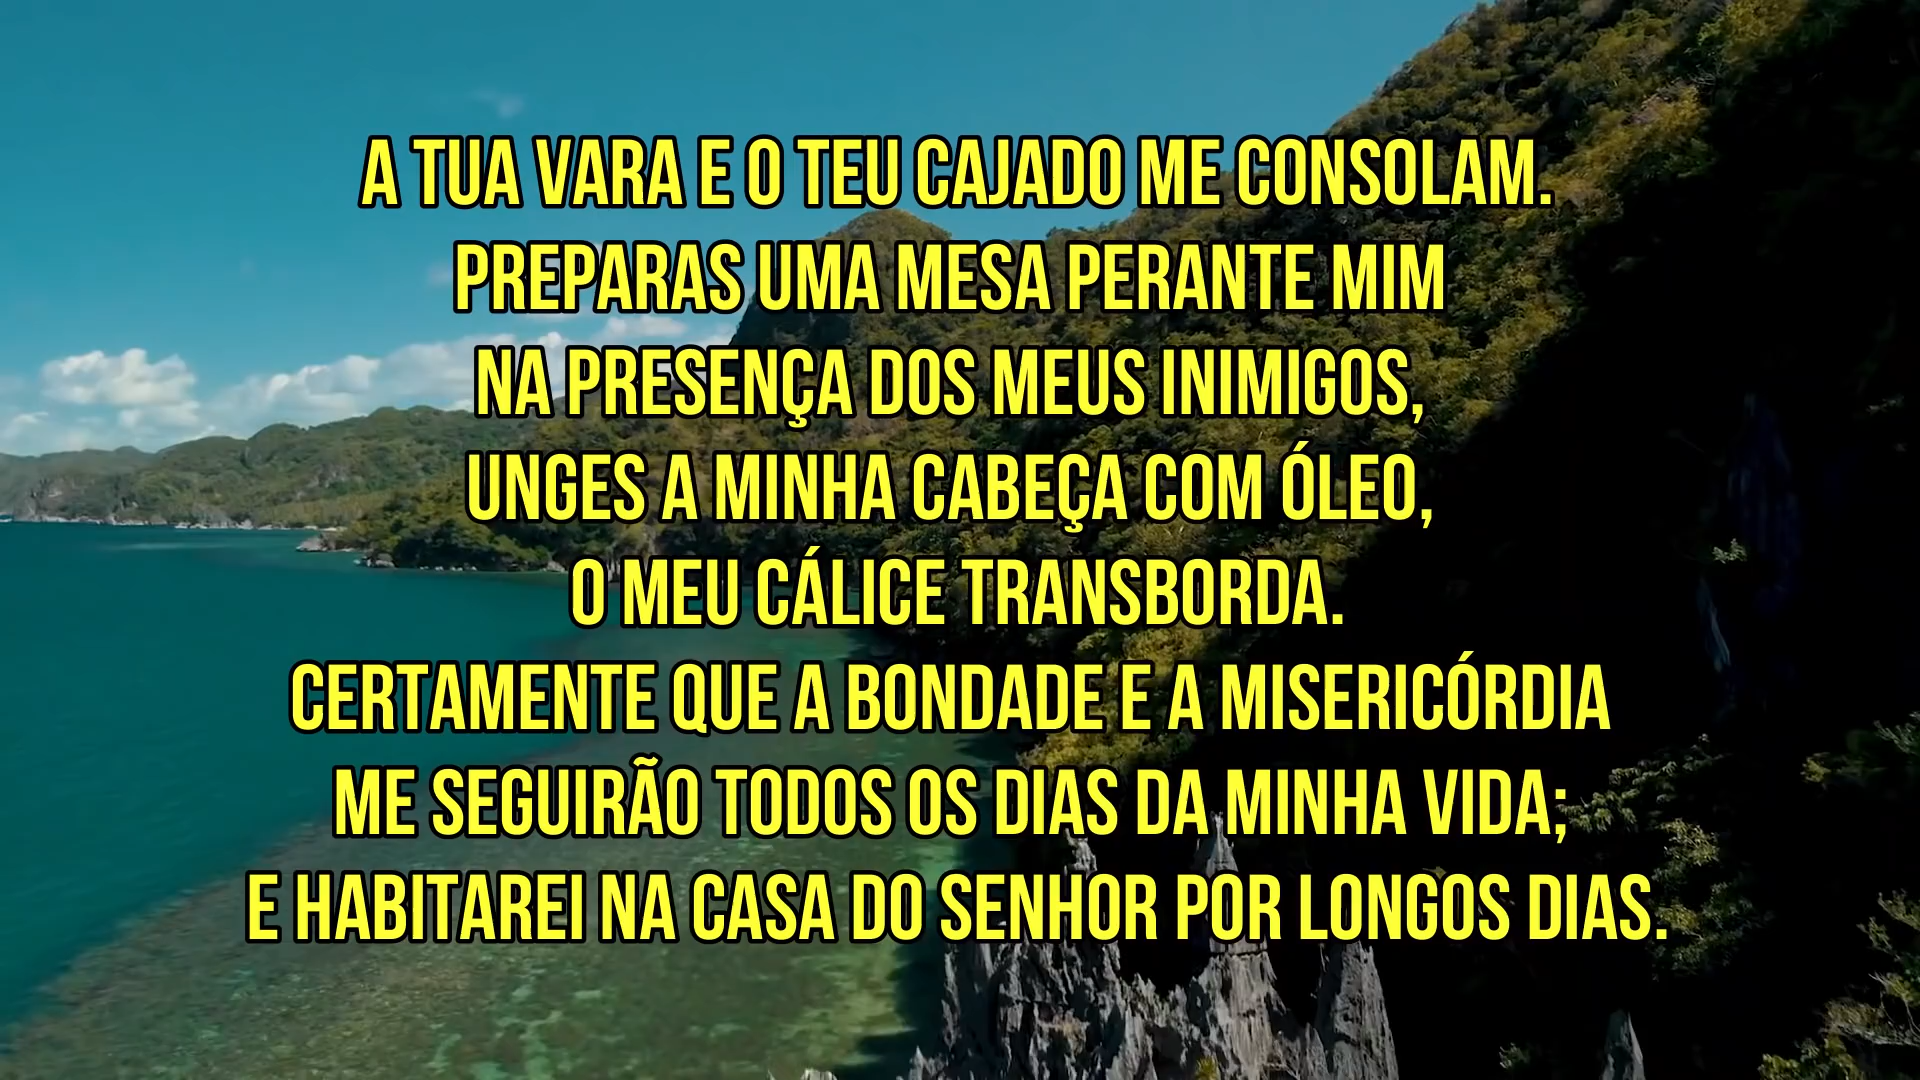 A TUA VARA E O TEU CAJADO ME CONSOLAM.
PREPARAS UMA MESA PERANTE MIM
NA PRESENÇA DOS MEUS INIMIGOS,
UNGES A MINHA CABEÇA COM ÓLEO,
O MEU CÁLICE TRANSBORDA.
CERTAMENTE QUE A BONDADE E A MISERICÓRDIA
ME SEGUIRÃO TODOS OS DIAS DA MINHA VIDA;
E HABITAREI NA CASA DO SENHOR POR LONGOS DIAS.